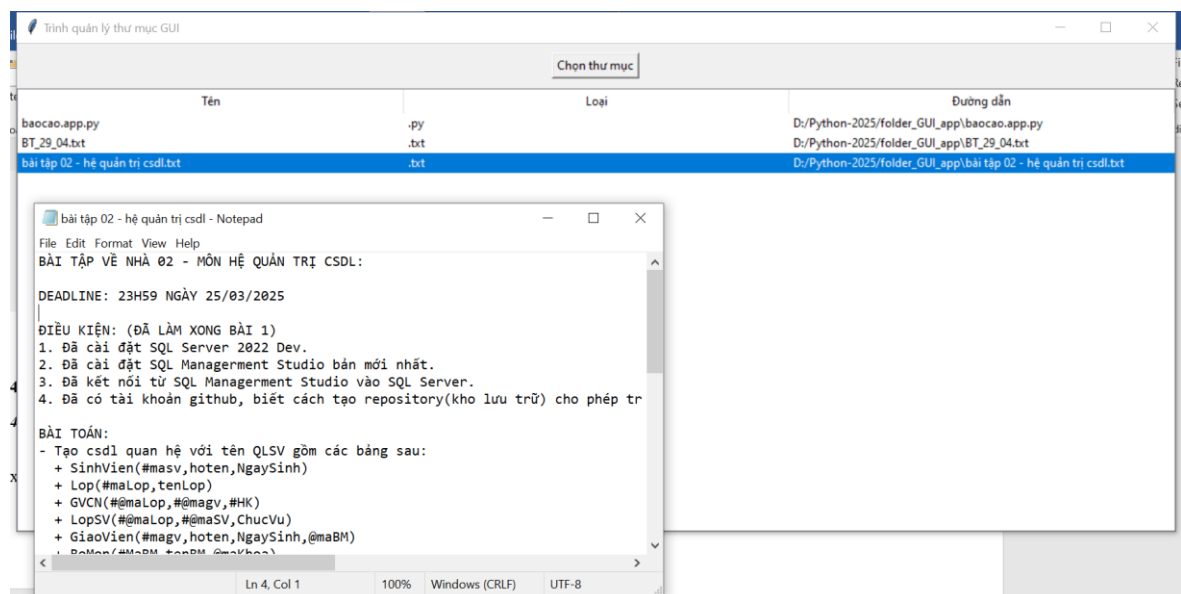 Trình quản lý thư mục GUI
Chọn thư mục
Tên Loại Đường dẫn
baocao.app.py .py D:/Python-2025/folder_GUI_app\baocao.app.py
BT_29_04.txt .txt D:/Python-2025/folder_GUI_app\BT_29_04.txt
bài tập 02 - hệ quản trị csdl.txt .txt D:/Python-2025/folder_GUI_app\bài tập 02 - hệ quản trị csdl.txt
bài tập 02 - hệ quản trị csdl - Notepad
File Edit Format View Help
BÀI TẬP VỀ NHÀ 02 - MÔN HỆ QUẢN TRỊ CSDL:
DEADLINE: 23H59 NGÀY 25/03/2025
ĐIỀU KIỆN: (ĐÃ LÀM XONG BÀI 1)
1. Đã cài đặt SQL Server 2022 Dev.
2. Đã cài đặt SQL Managerment Studio bản mới nhất.
3. Đã kết nối từ SQL Managerment Studio vào SQL Server.
4. Đã có tài khoản github, biết cách tạo repository(kho lưu trữ) cho phép tr
BÀI TOÁN:
- Tạo csdl quan hệ với tên QLSV gồm các bảng sau:
+ SinhVien(#masv,hoten,NgaySinh)
+ Lop(#maLop,tenLop)
+ GVCN(#@maLop,#@magv,#HK)
+ LopSV(#@maLop,#@maSV,ChucVu)
+ GiaoVien(#magv,hoten,NgaySinh,@maBM)
+ BoMon(#MaBM,tenBM,@maKhoa)
Ln 4, Col 1 100% Windows (CRLF) UTF-8